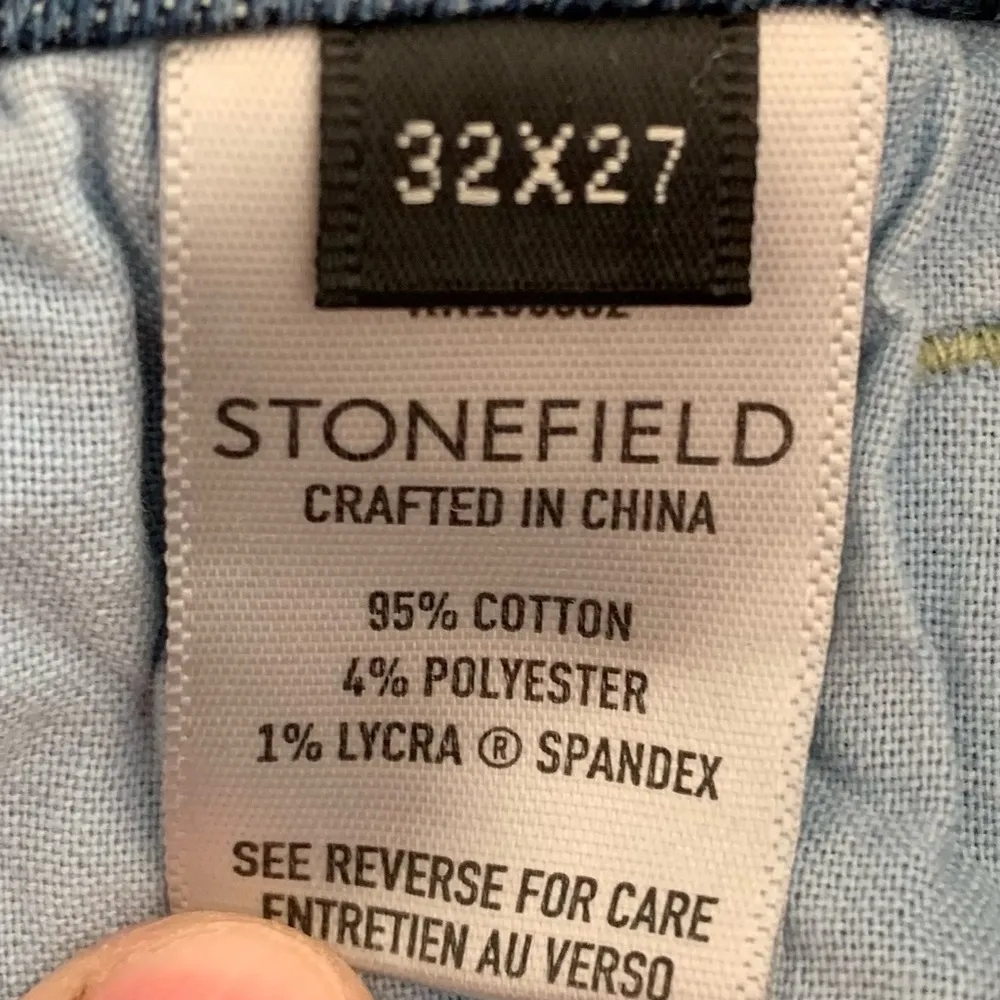 32X27
STONEFIELD
CRAFTED IN CHINA
95% COTTON
4% POLYESTER
1% LYCRA ® SPANDEX
SEE REVERSE FOR CARE
ENTRETIEN AU VERSO